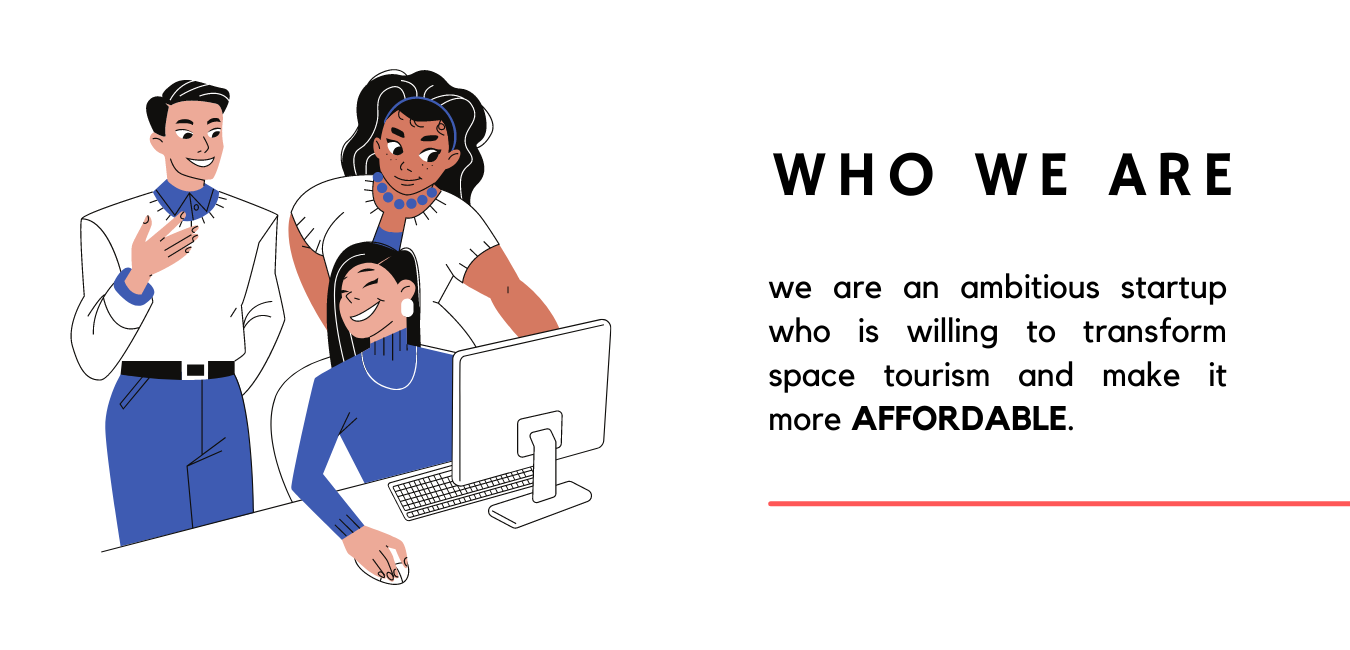 WHO WE ARE
we are an ambitious startup
who is willing to transform
space tourism and make it
more AFFORDABLE.